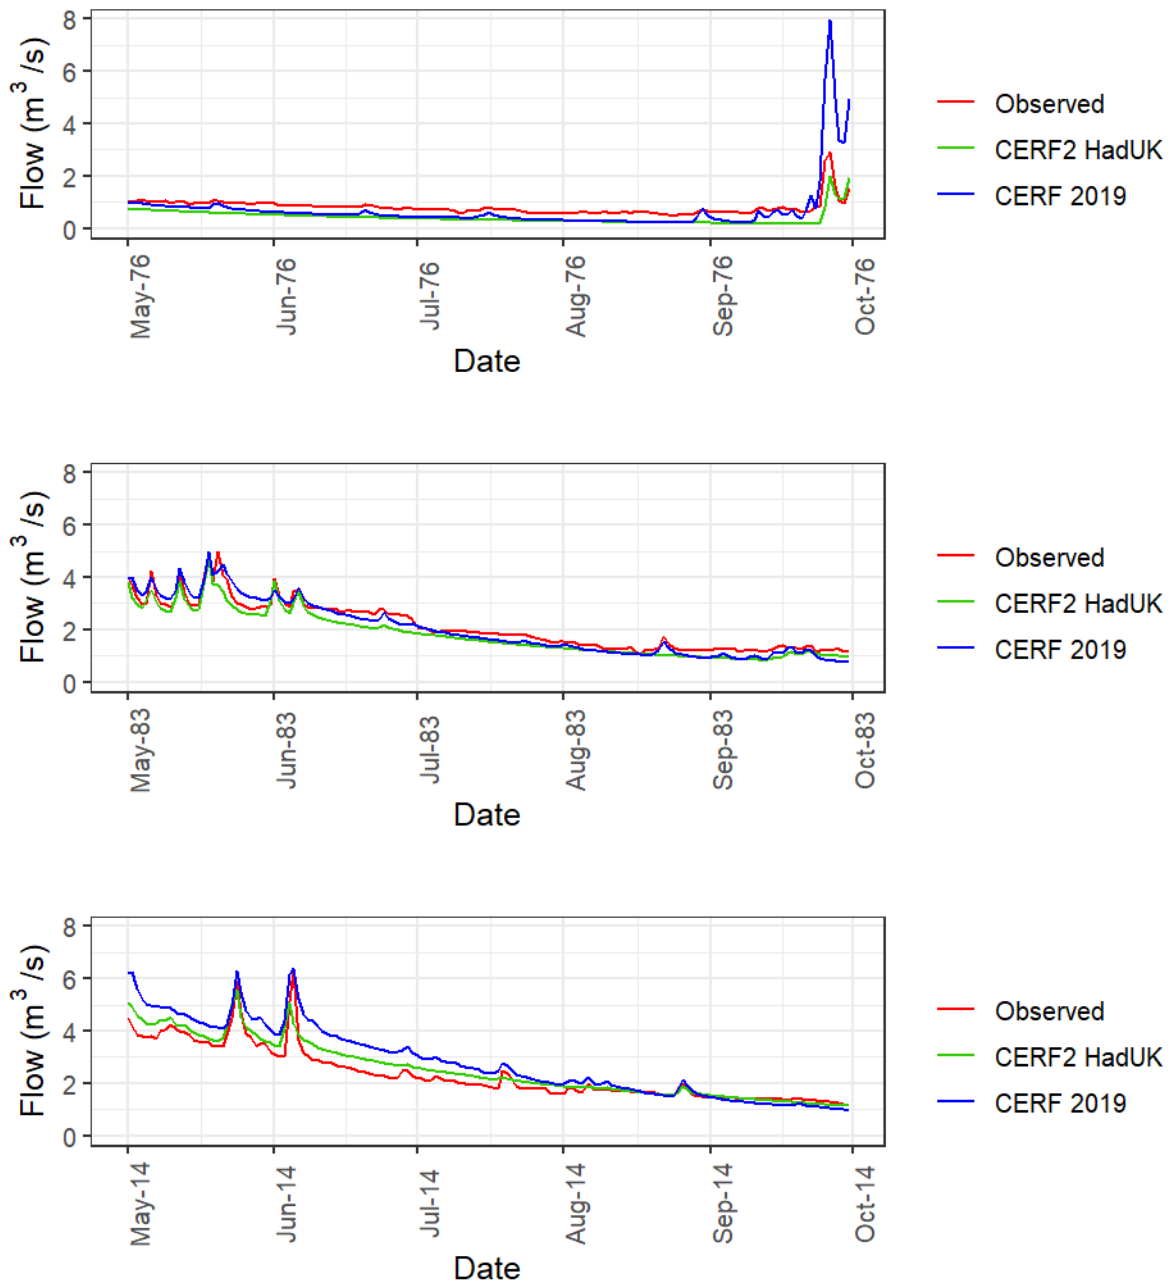 8
6
4
2
0
Flow (m³ /s)
May-76
Jun-76
Jul-76
Aug-76
Sep-76
Oct-76
Date
Observed
CERF2 HadUK
CERF 2019
8
6
4
2
0
Flow (m³ /s)
May-83
Jun-83
Jul-83
Aug-83
Sep-83
Oct-83
Date
Observed
CERF2 HadUK
CERF 2019
8
6
4
2
0
Flow (m³ /s)
May-14
Jun-14
Jul-14
Aug-14
Sep-14
Oct-14
Date
Observed
CERF2 HadUK
CERF 2019